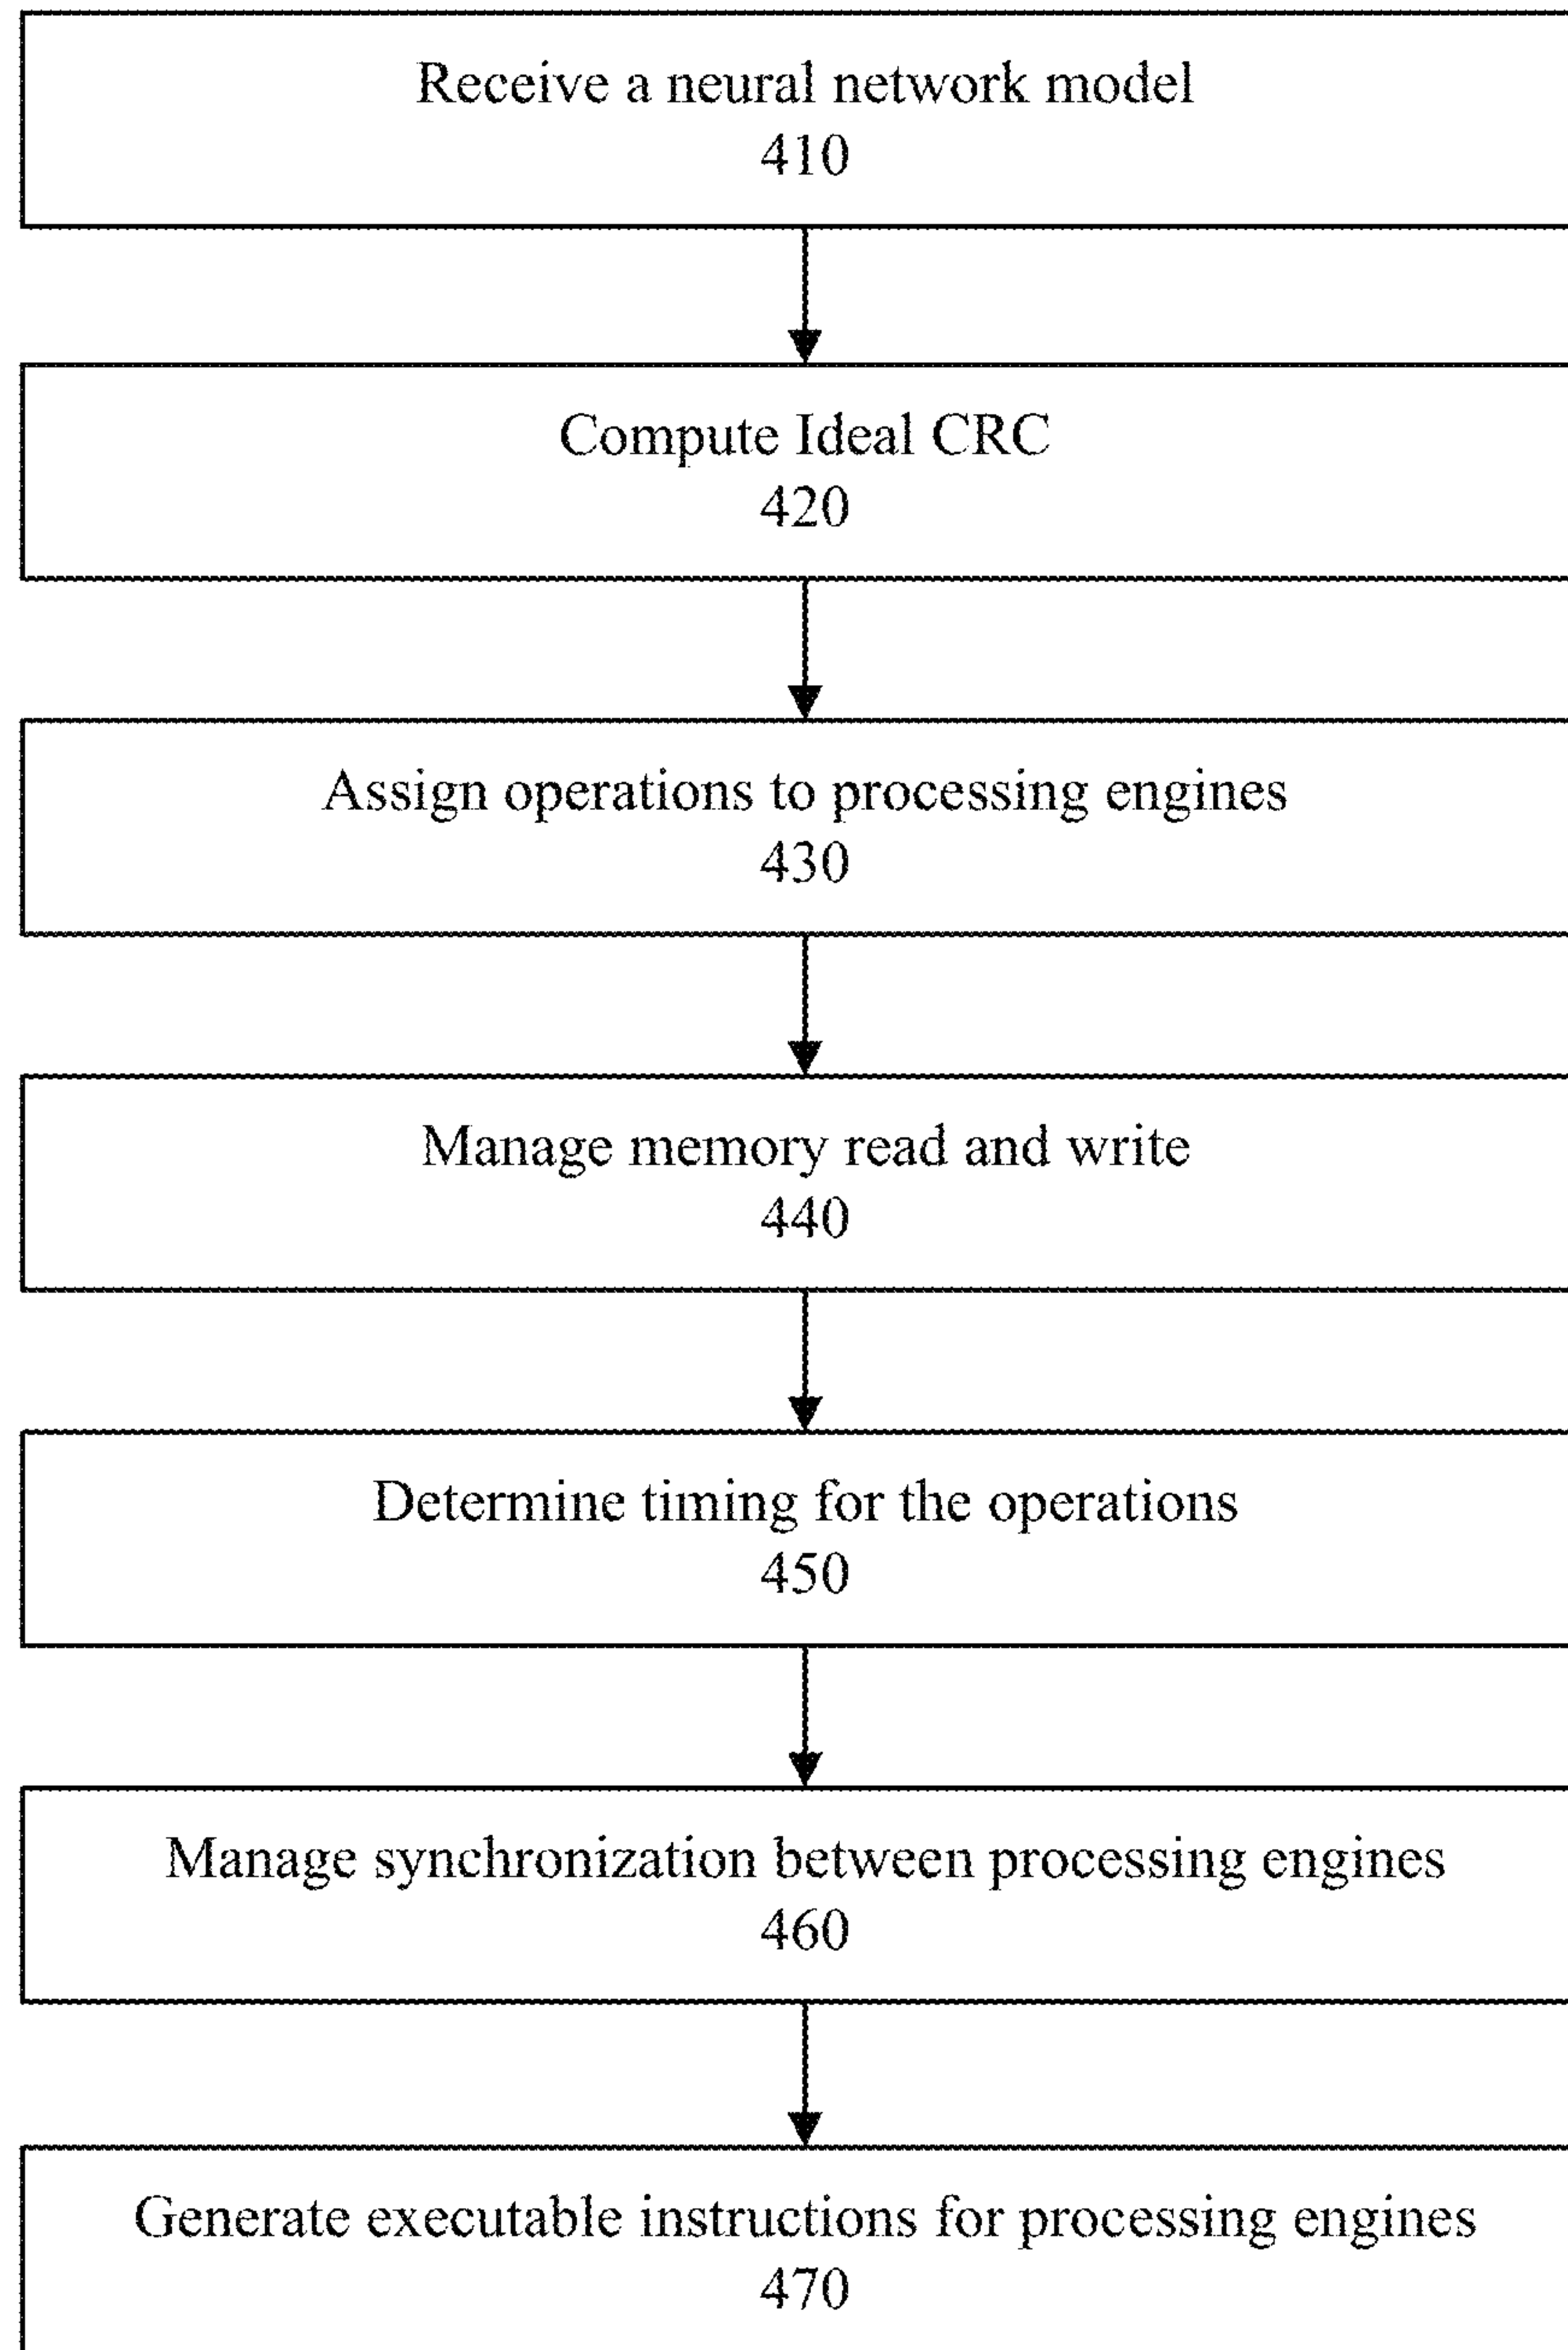 Receive a neural network model
410
Compute Ideal CRC
420
Assign operations to processing engines
430
Manage memory read and write
440
Determine timing for the operations
450
Manage synchronization between processing engines
460
Generate executable instructions for processing engines
470